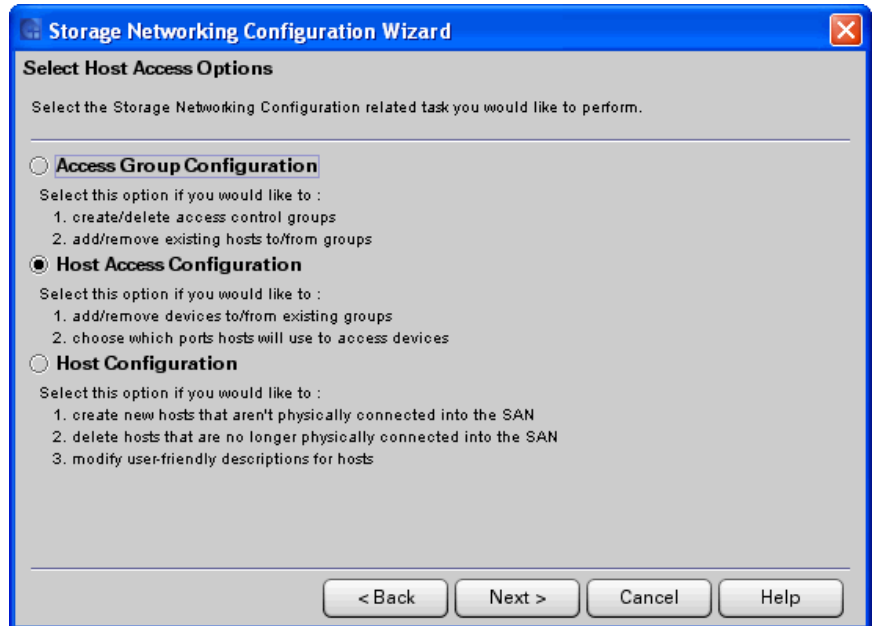 Storage Networking Configuration Wizard
Select Host Access Options
Select the Storage Networking Configuration related task you would like to perform.
Access Group Configuration
Select this option if you would like to :
1. create/delete access control groups
2. add/remove existing hosts to/from groups
Host Access Configuration
Select this option if you would like to :
1. add/remove devices to/from existing groups
2. choose which ports hosts will use to access devices
Host Configuration
Select this option if you would like to :
1. create new hosts that aren't physically connected into the SAN
2. delete hosts that are no longer physically connected into the SAN
3. modify user-friendly descriptions for hosts
< Back Next > Cancel Help